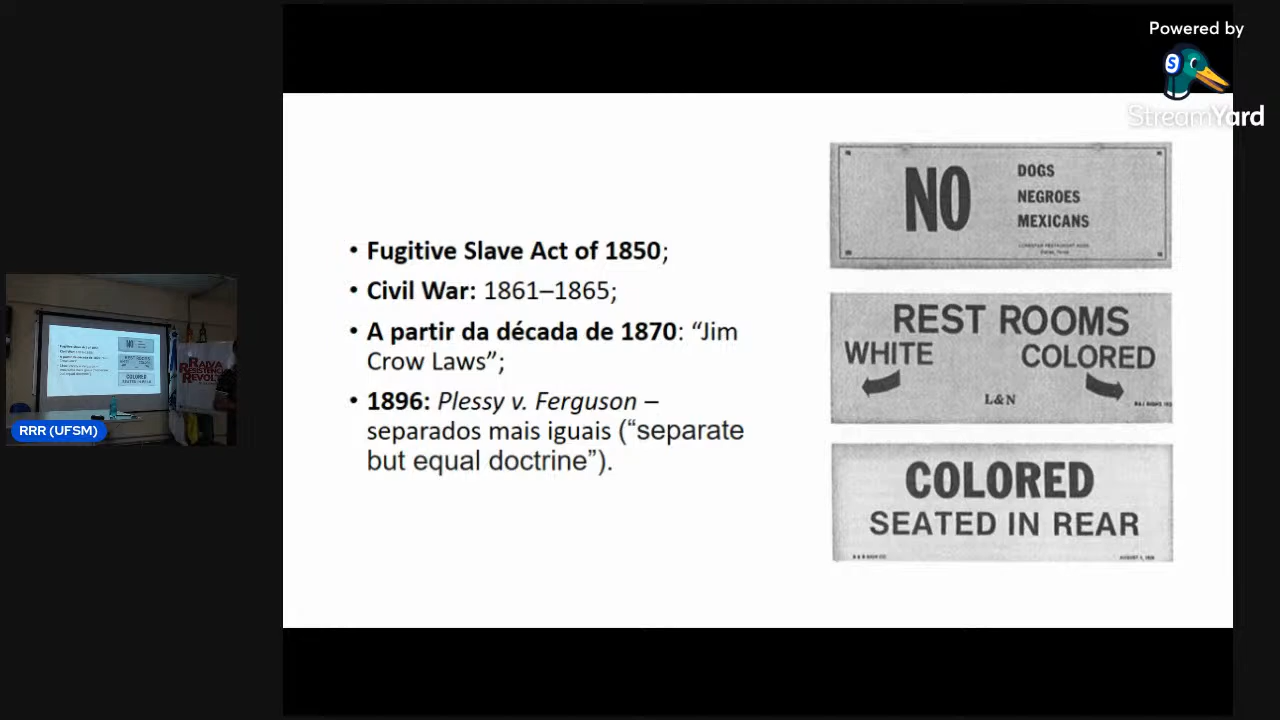 Powered by
StreamYard
• Fugitive Slave Act of 1850;
• Civil War: 1861–1865;
• A partir da década de 1870: “Jim
Crow Laws”;
• 1896: Plessy v. Ferguson –
separados mais iguais (“separate
but equal doctrine”).
NO
DOGS
NEGROES
MEXICANS
REST ROOMS
WHITE
COLORED
L&N
COLORED
SEATED IN REAR
RAIVA
REVOL
RRR (UFSM)